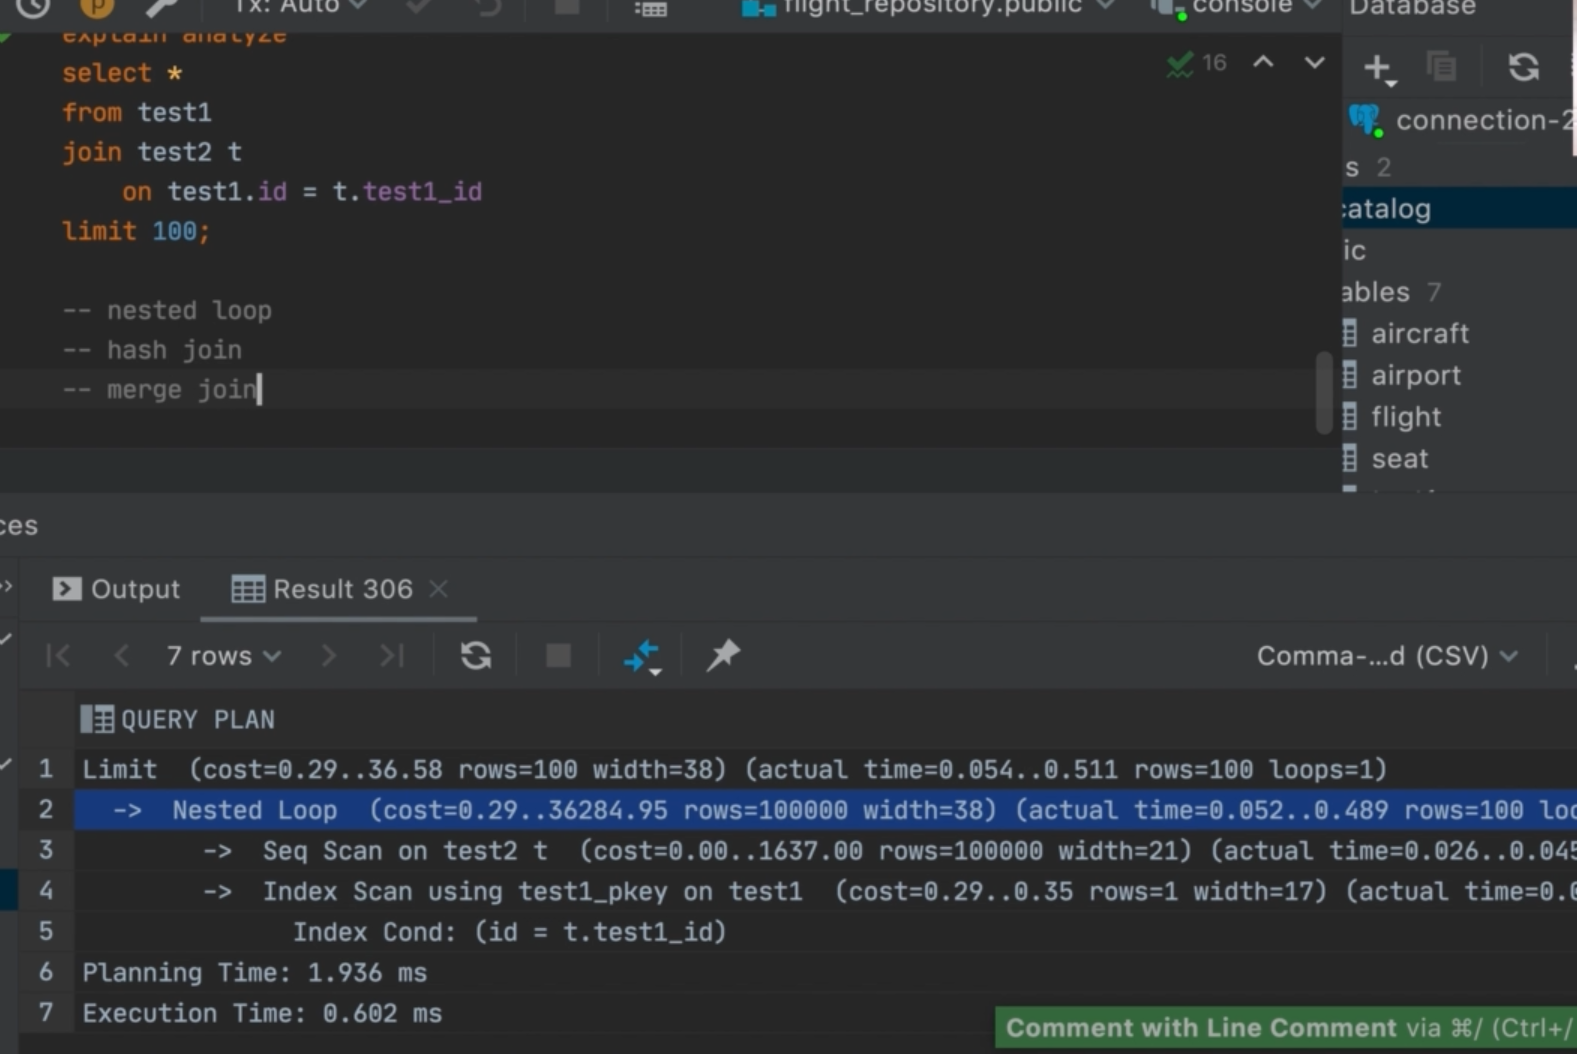 Tx: Auto
flight_repository.public
console
Database
explain analyze
select *
from test1
join test2 t
on test1.id = t.test1_id
limit 100;
16
-- nested loop
-- hash join
-- merge join
connection-2
s 2
catalog
ic
ables 7
aircraft
airport
flight
seat
ces
Output
Result 306
7 rows
Comma-...d (CSV)
QUERY PLAN
1 Limit (cost=0.29..36.58 rows=100 width=38) (actual time=0.054..0.511 rows=100 loops=1)
2 -> Nested Loop (cost=0.29..36284.95 rows=100000 width=38) (actual time=0.052..0.489 rows=100 loo
3 -> Seq Scan on test2 t (cost=0.00..1637.00 rows=100000 width=21) (actual time=0.026..0.045
4 -> Index Scan using test1_pkey on test1 (cost=0.29..0.35 rows=1 width=17) (actual time=0.0
5 Index Cond: (id = t.test1_id)
6 Planning Time: 1.936 ms
7 Execution Time: 0.602 ms
Comment with Line Comment via ⌘/ (Ctrl+/